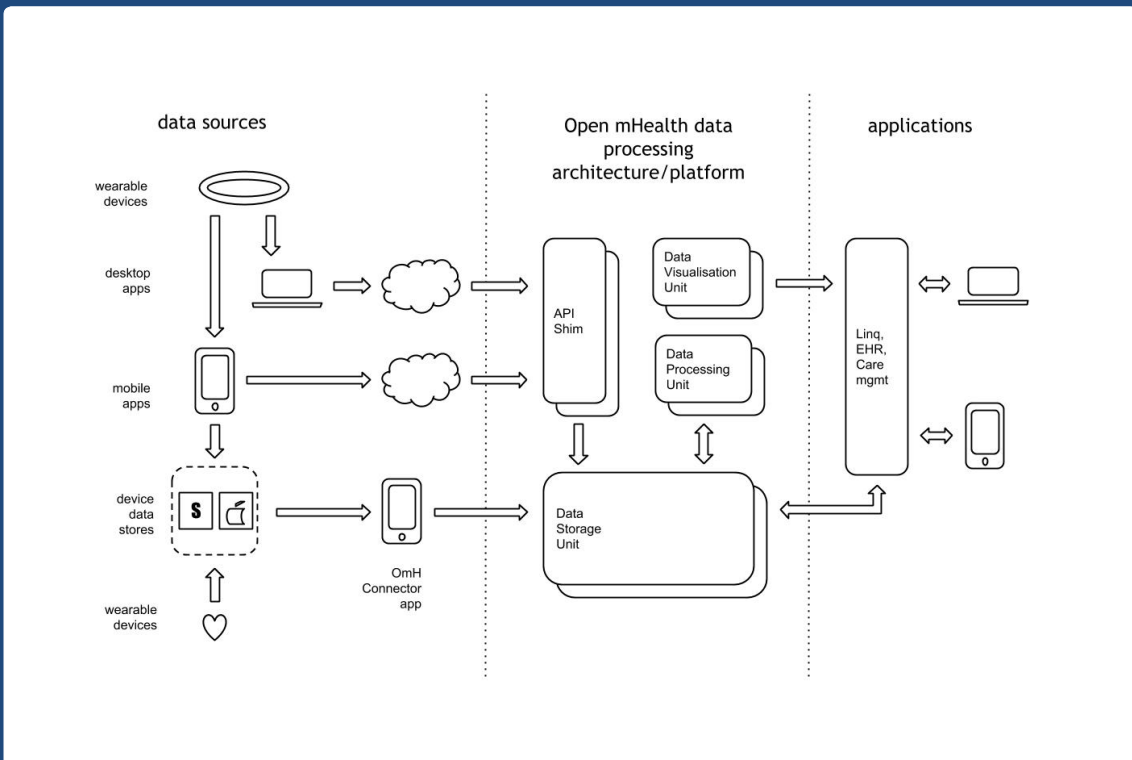 data sources
Open mHealth data
processing
architecture/platform
applications
wearable
devices
desktop
apps
mobile
apps
device
data
stores
S
wearable
devices
OmH
Connector
app
API
Shim
Data
Visualisation
Unit
Data
Processing
Unit
Data
Storage
Unit
Linq,
EHR,
Care
mgmt